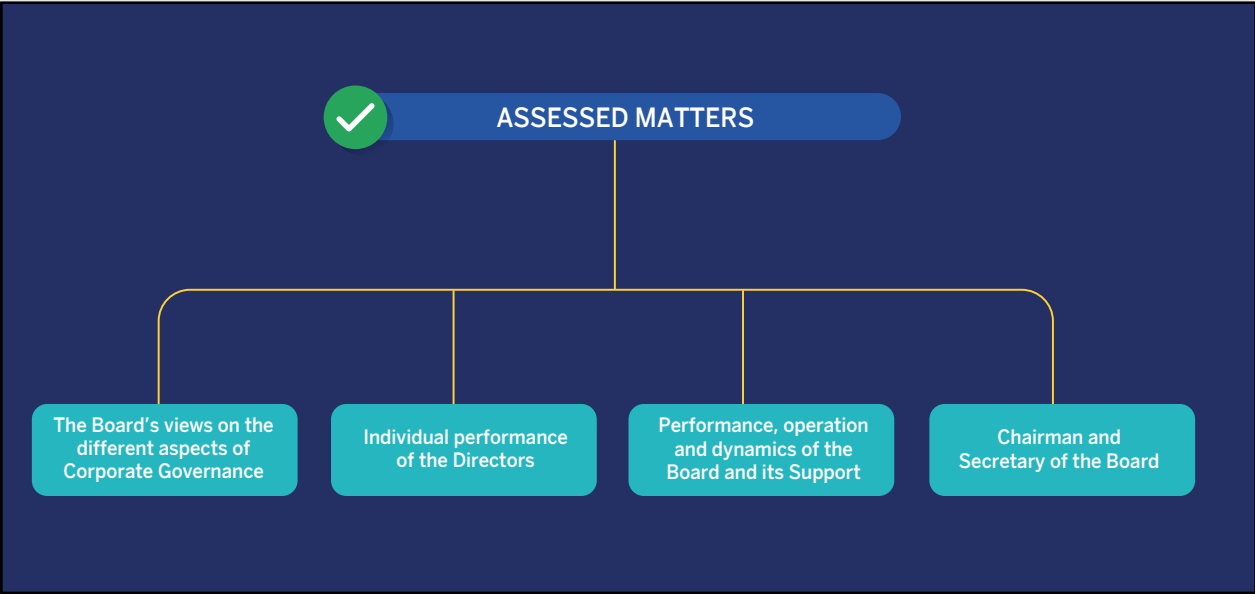 ASSESSED MATTERS
The Board’s views on the
different aspects of
Corporate Governance
Individual performance
of the Directors
Performance, operation
and dynamics of the
Board and its Support
Chairman and
Secretary of the Board